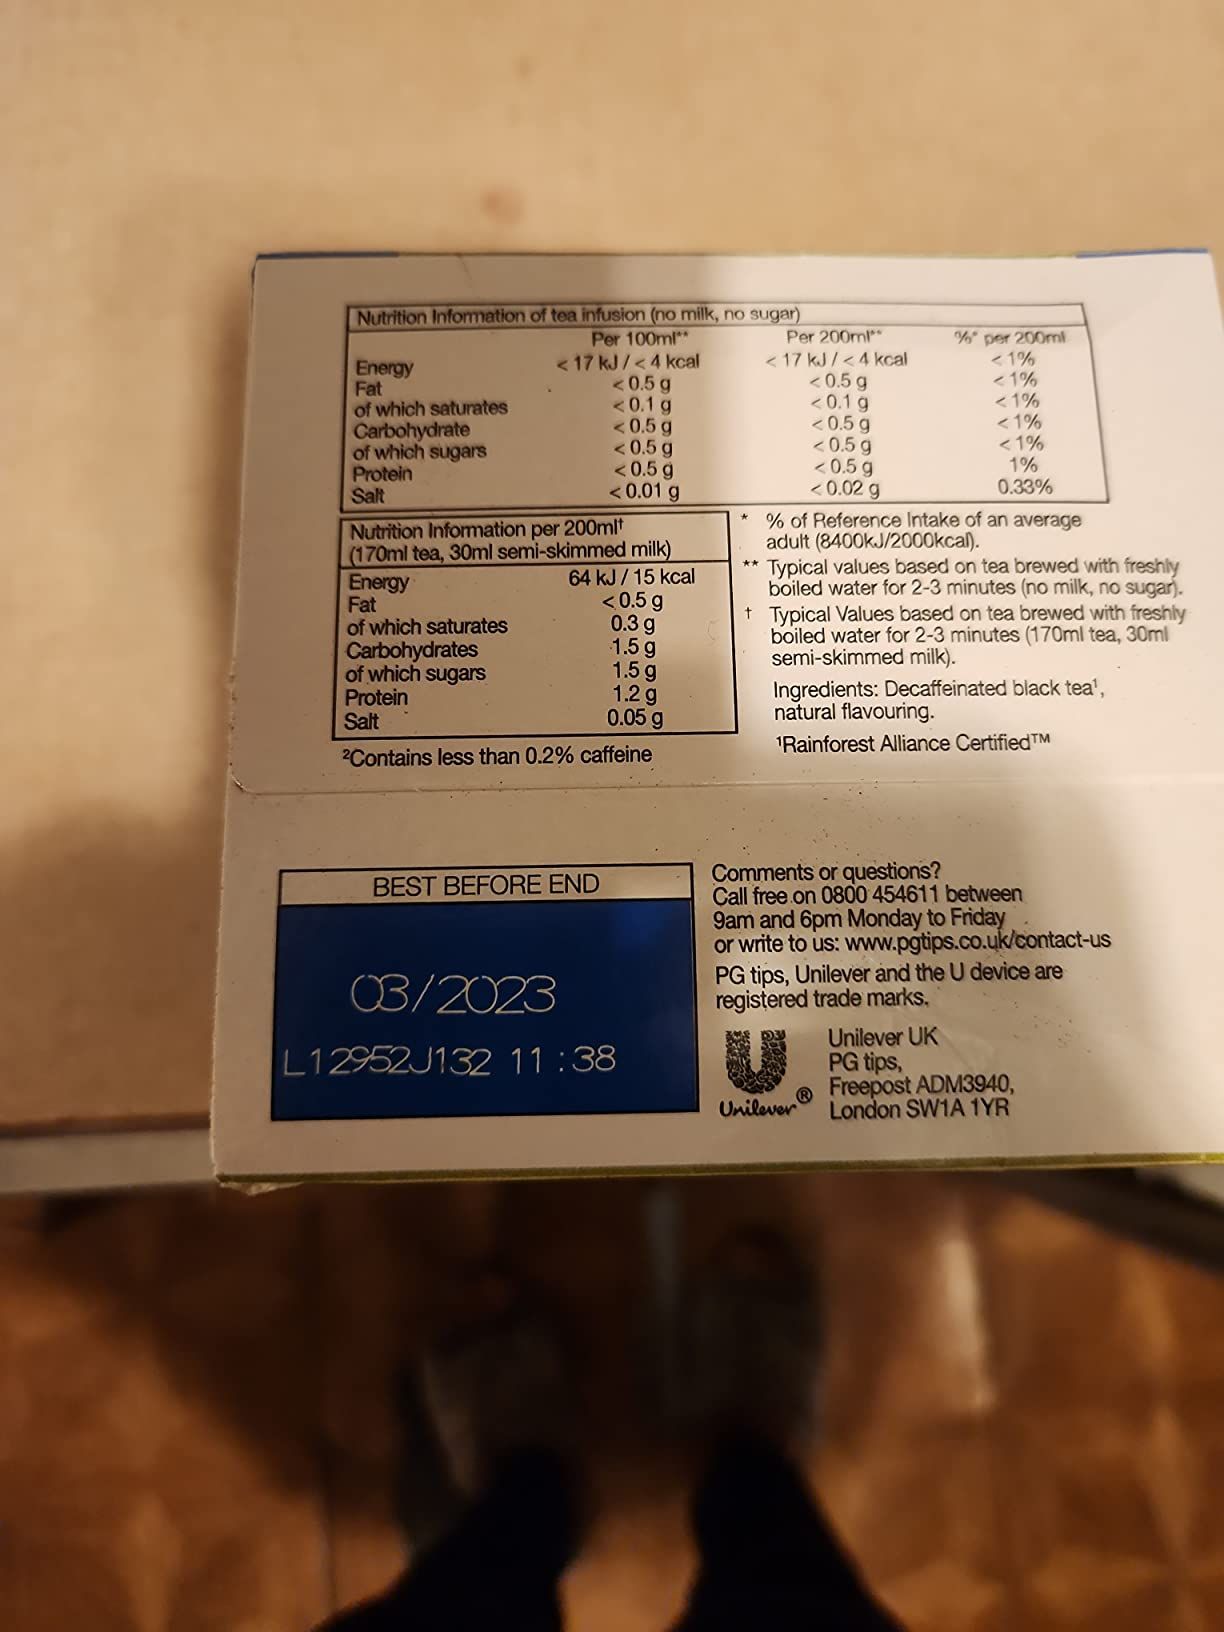 Nutrition Information of tea infusion (no milk, no sugar)
Per 100ml** Per 200ml** %* per 200ml
Energy < 17 kJ / < 4 kcal < 17 kJ / < 4 kcal < 1%
Fat < 0.5 g < 0.5 g < 1%
of which saturates < 0.1 g < 0.1 g < 1%
Carbohydrate < 0.5 g < 0.5 g < 1%
of which sugars < 0.5 g < 0.5 g < 1%
Protein < 0.5 g < 0.5 g 1%
Salt < 0.01 g < 0.02 g 0.33%
Nutrition Information per 200ml†
(170ml tea, 30ml semi-skimmed milk)
Energy 64 kJ / 15 kcal
Fat < 0.5 g
of which saturates 0.3 g
Carbohydrates 1.5 g
of which sugars 1.5 g
Protein 1.2 g
Salt 0.05 g
²Contains less than 0.2% caffeine
* % of Reference Intake of an average
adult (8400kJ/2000kcal).
** Typical values based on tea brewed with freshly
boiled water for 2-3 minutes (no milk, no sugar).
† Typical Values based on tea brewed with freshly
boiled water for 2-3 minutes (170ml tea, 30ml
semi-skimmed milk).
Ingredients: Decaffeinated black tea¹,
natural flavouring.
¹Rainforest Alliance Certified™
BEST BEFORE END
03/2023
L12952J132 11:38
Comments or questions?
Call free on 0800 454611 between
9am and 6pm Monday to Friday
or write to us: www.pgtips.co.uk/contact-us
PG tips, Unilever and the U device are
registered trade marks.
Unilever®
Unilever UK
PG tips,
Freepost ADM3940,
London SW1A 1YR